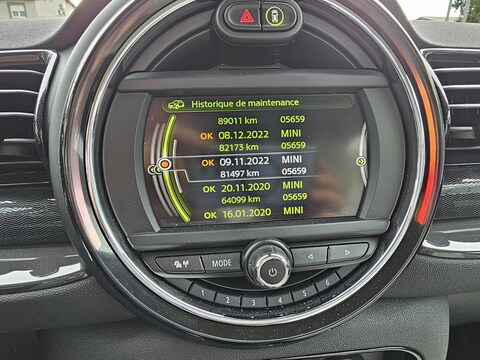 Historique de maintenance
89011 km 05659
OK 08.12.2022 MINI
82173 km 05659
OK 09.11.2022 MINI
81497 km 05659
OK 20.11.2020 MINI
64099 km 05659
OK 16.01.2020 MINI
MODE
1 2 3 4 5 6